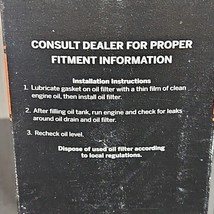 CONSULT DEALER FOR PROPER
FITMENT INFORMATION
Installation Instructions
1. Lubricate gasket on oil filter with a thin film of clean
engine oil, then install oil filter.
2. After filling oil tank, run engine and check for leaks
around oil drain and oil filter.
3. Recheck oil level.
Dispose of used oil filter according
to local regulations.